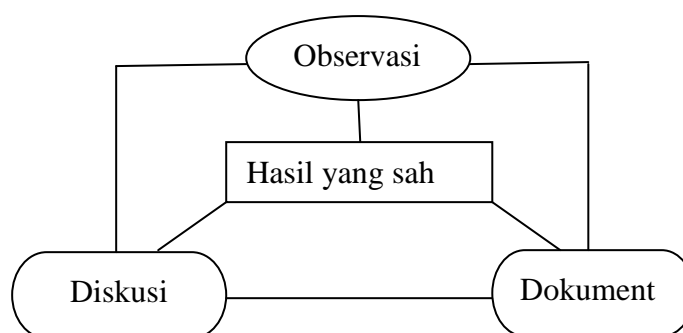 Observasi
Hasil yang sah
Diskusi
Dokument